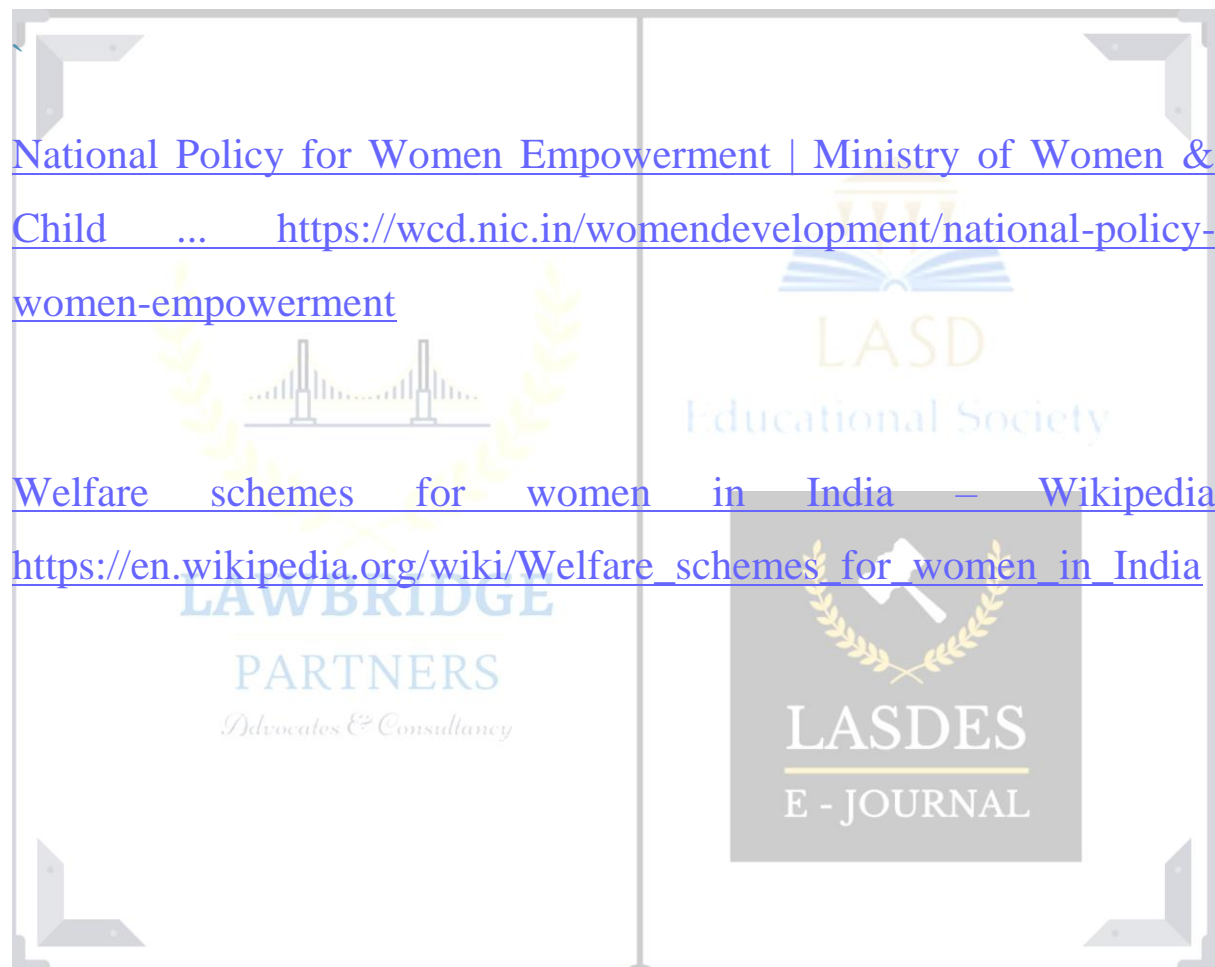 `
National Policy for Women Empowerment | Ministry of Women &
Child ... https://wcd.nic.in/womendevelopment/national-policy-
women-empowerment
LASD
Educational Society
Welfare schemes for women in India – Wikipedia
https://en.wikipedia.org/wiki/Welfare_schemes_for_women_in_India
LAWBRIDGE
PARTNERS
Advocates & Consultancy
LASDES
E - JOURNAL